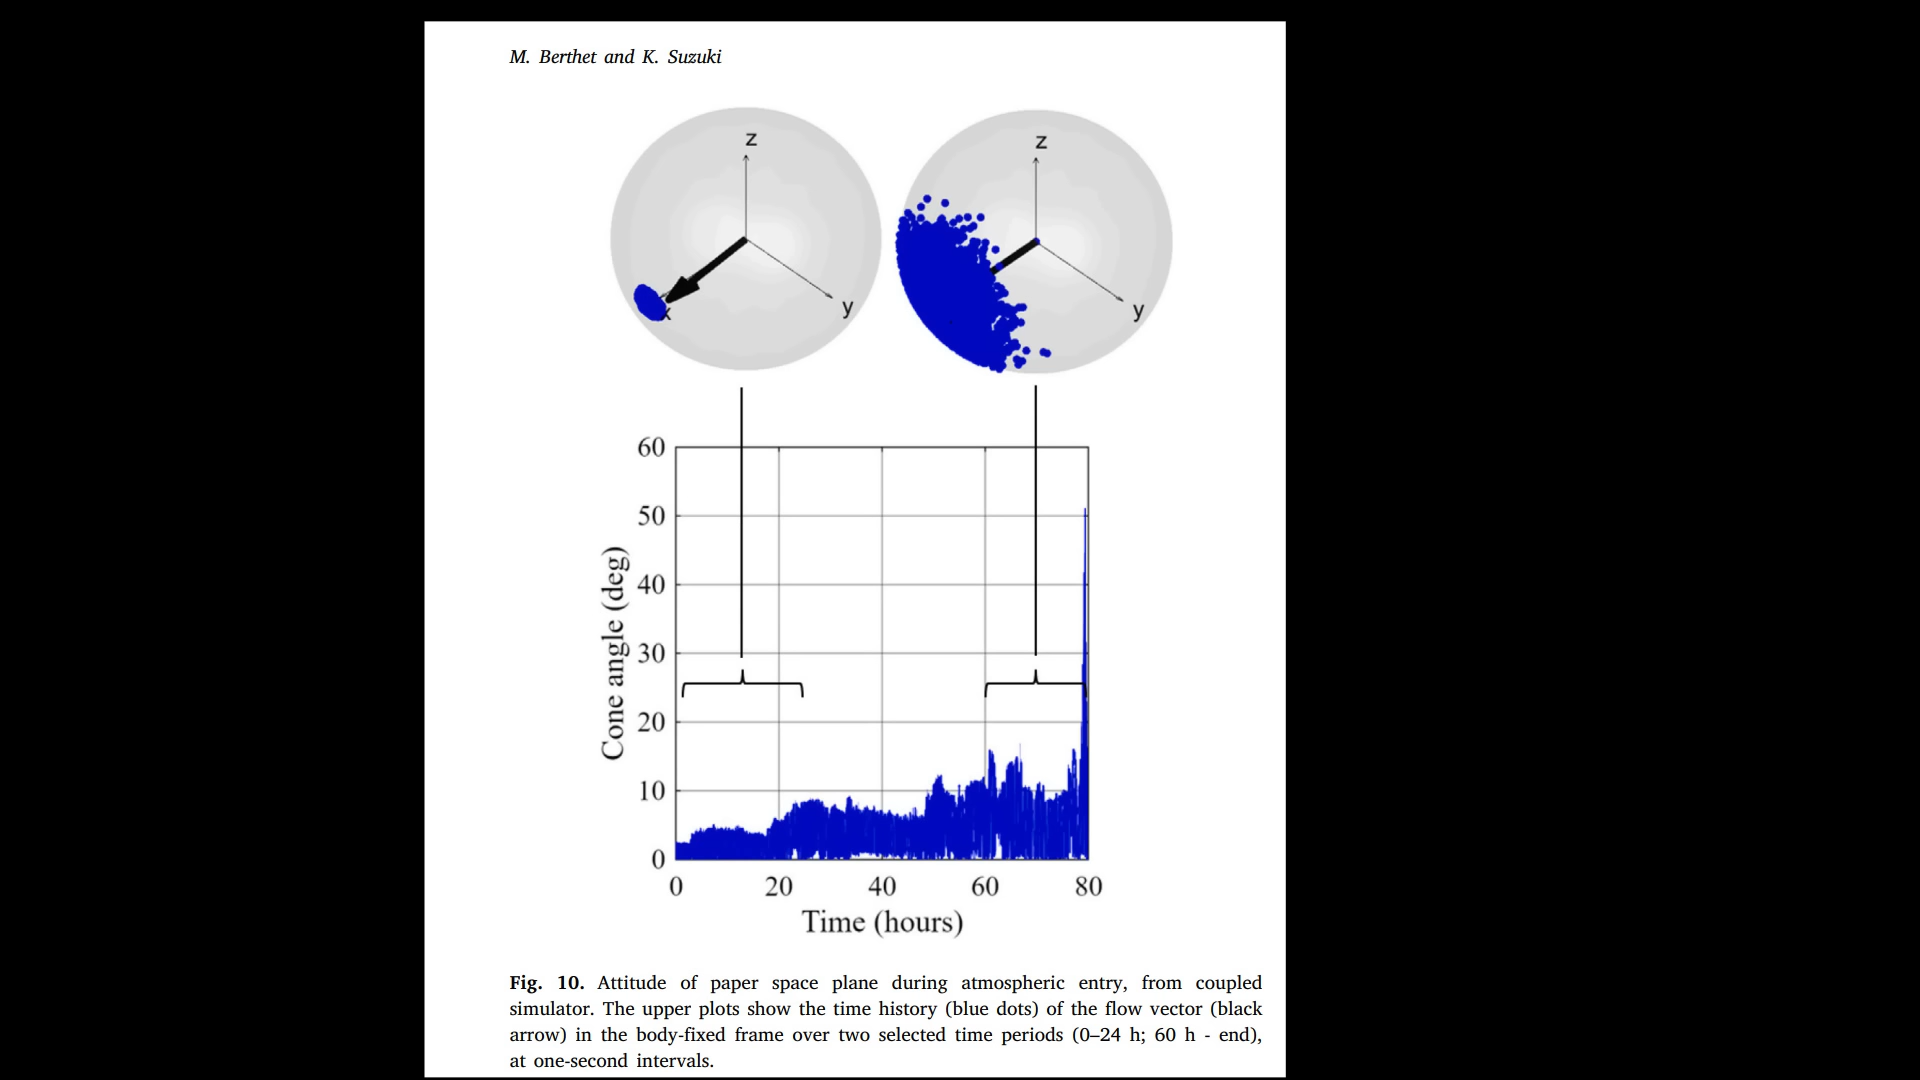 M. Berthet and K. Suzuki
z
z
y
x
y
60
50
40
30
20
10
0
Cone angle (deg)
0 20 40 60 80
Time (hours)
Fig. 10. Attitude of paper space plane during atmospheric entry, from coupled
simulator. The upper plots show the time history (blue dots) of the flow vector (black
arrow) in the body-fixed frame over two selected time periods (0–24 h; 60 h - end),
at one-second intervals.